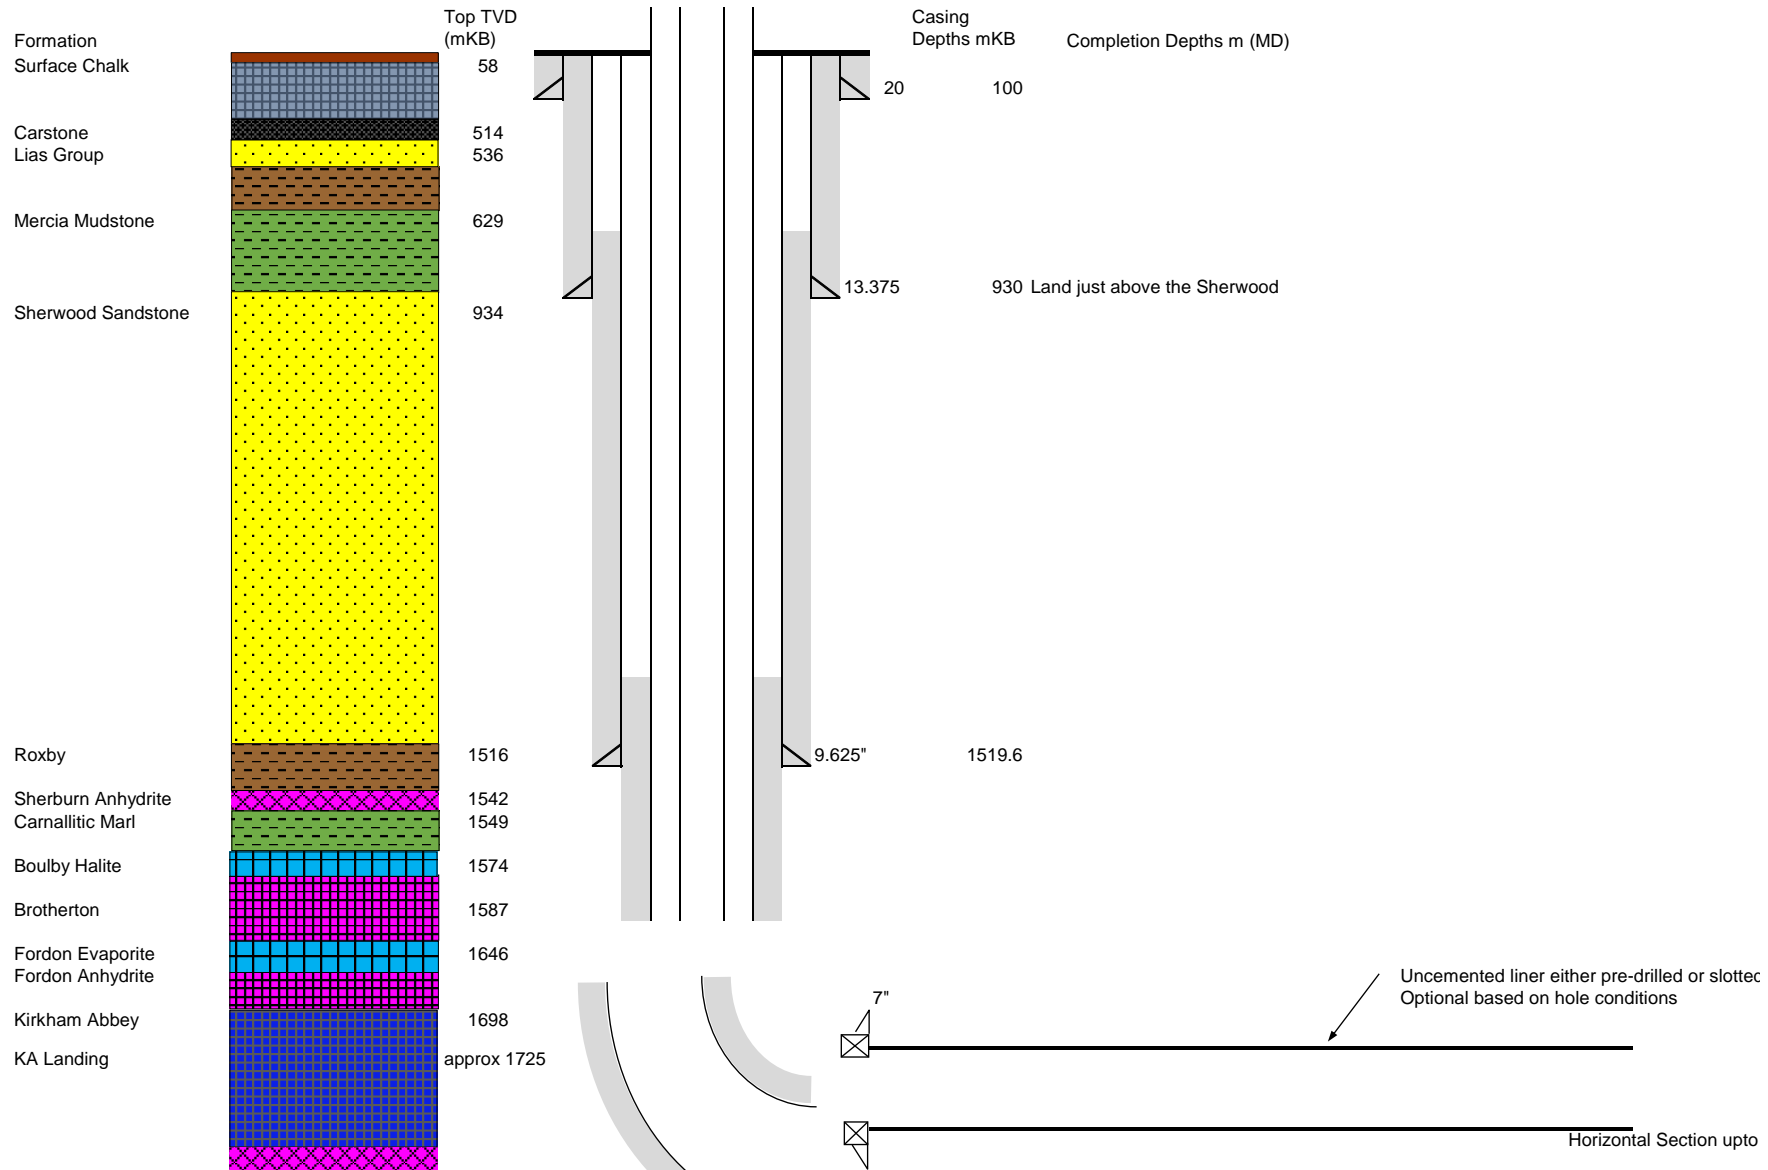 Top TVD
(mKB)
Casing
Depths mKB
Completion Depths m (MD)
Formation
Surface Chalk 58
20 100
Carstone 514
Lias Group 536
Mercia Mudstone 629
13.375 930 Land just above the Sherwood
Sherwood Sandstone 934
Roxby 1516
9.625" 1519.6
Sherburn Anhydrite 1542
Carnallitic Marl 1549
Boulby Halite 1574
Brotherton 1587
Fordon Evaporite 1646
Fordon Anhydrite
Uncemented liner either pre-drilled or slotted
Optional based on hole conditions
7"
Kirkham Abbey 1698
KA Landing approx 1725
Horizontal Section upto